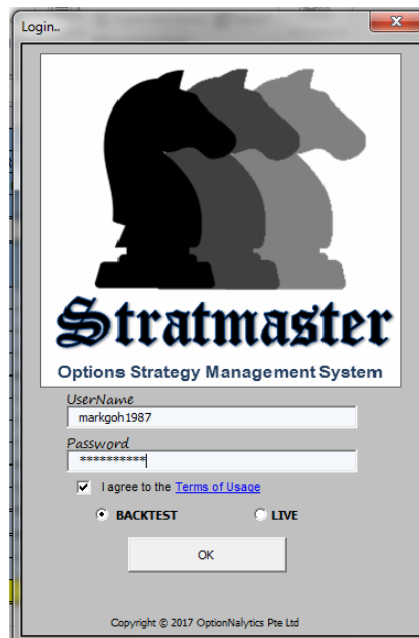 Login..
Stratmaster
Options Strategy Management System
UserName
markgoh1987
Password
**********
I agree to the Terms of Usage
BACKTEST LIVE
OK
Copyright © 2017 OptionNalytics Pte Ltd